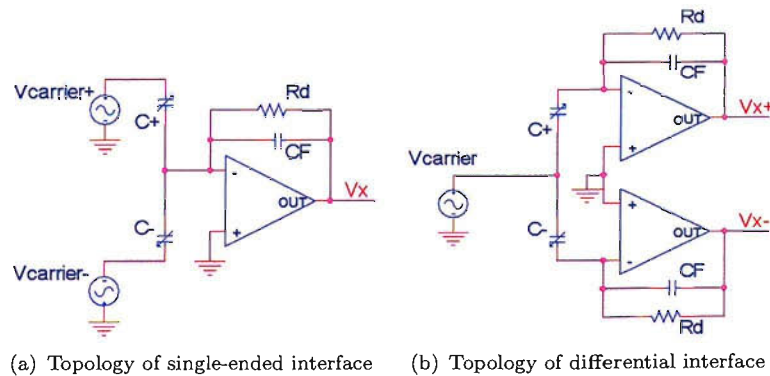 Vcarrier+
C+
Rd
CF
-
OUT
+
Vx
C-
Vcarrier-
Rd
CF
-
OUT
+
Vx+
C+
Vcarrier
C-
+
OUT
-
Vx-
CF
Rd
(a) Topology of single-ended interface
(b) Topology of differential interface